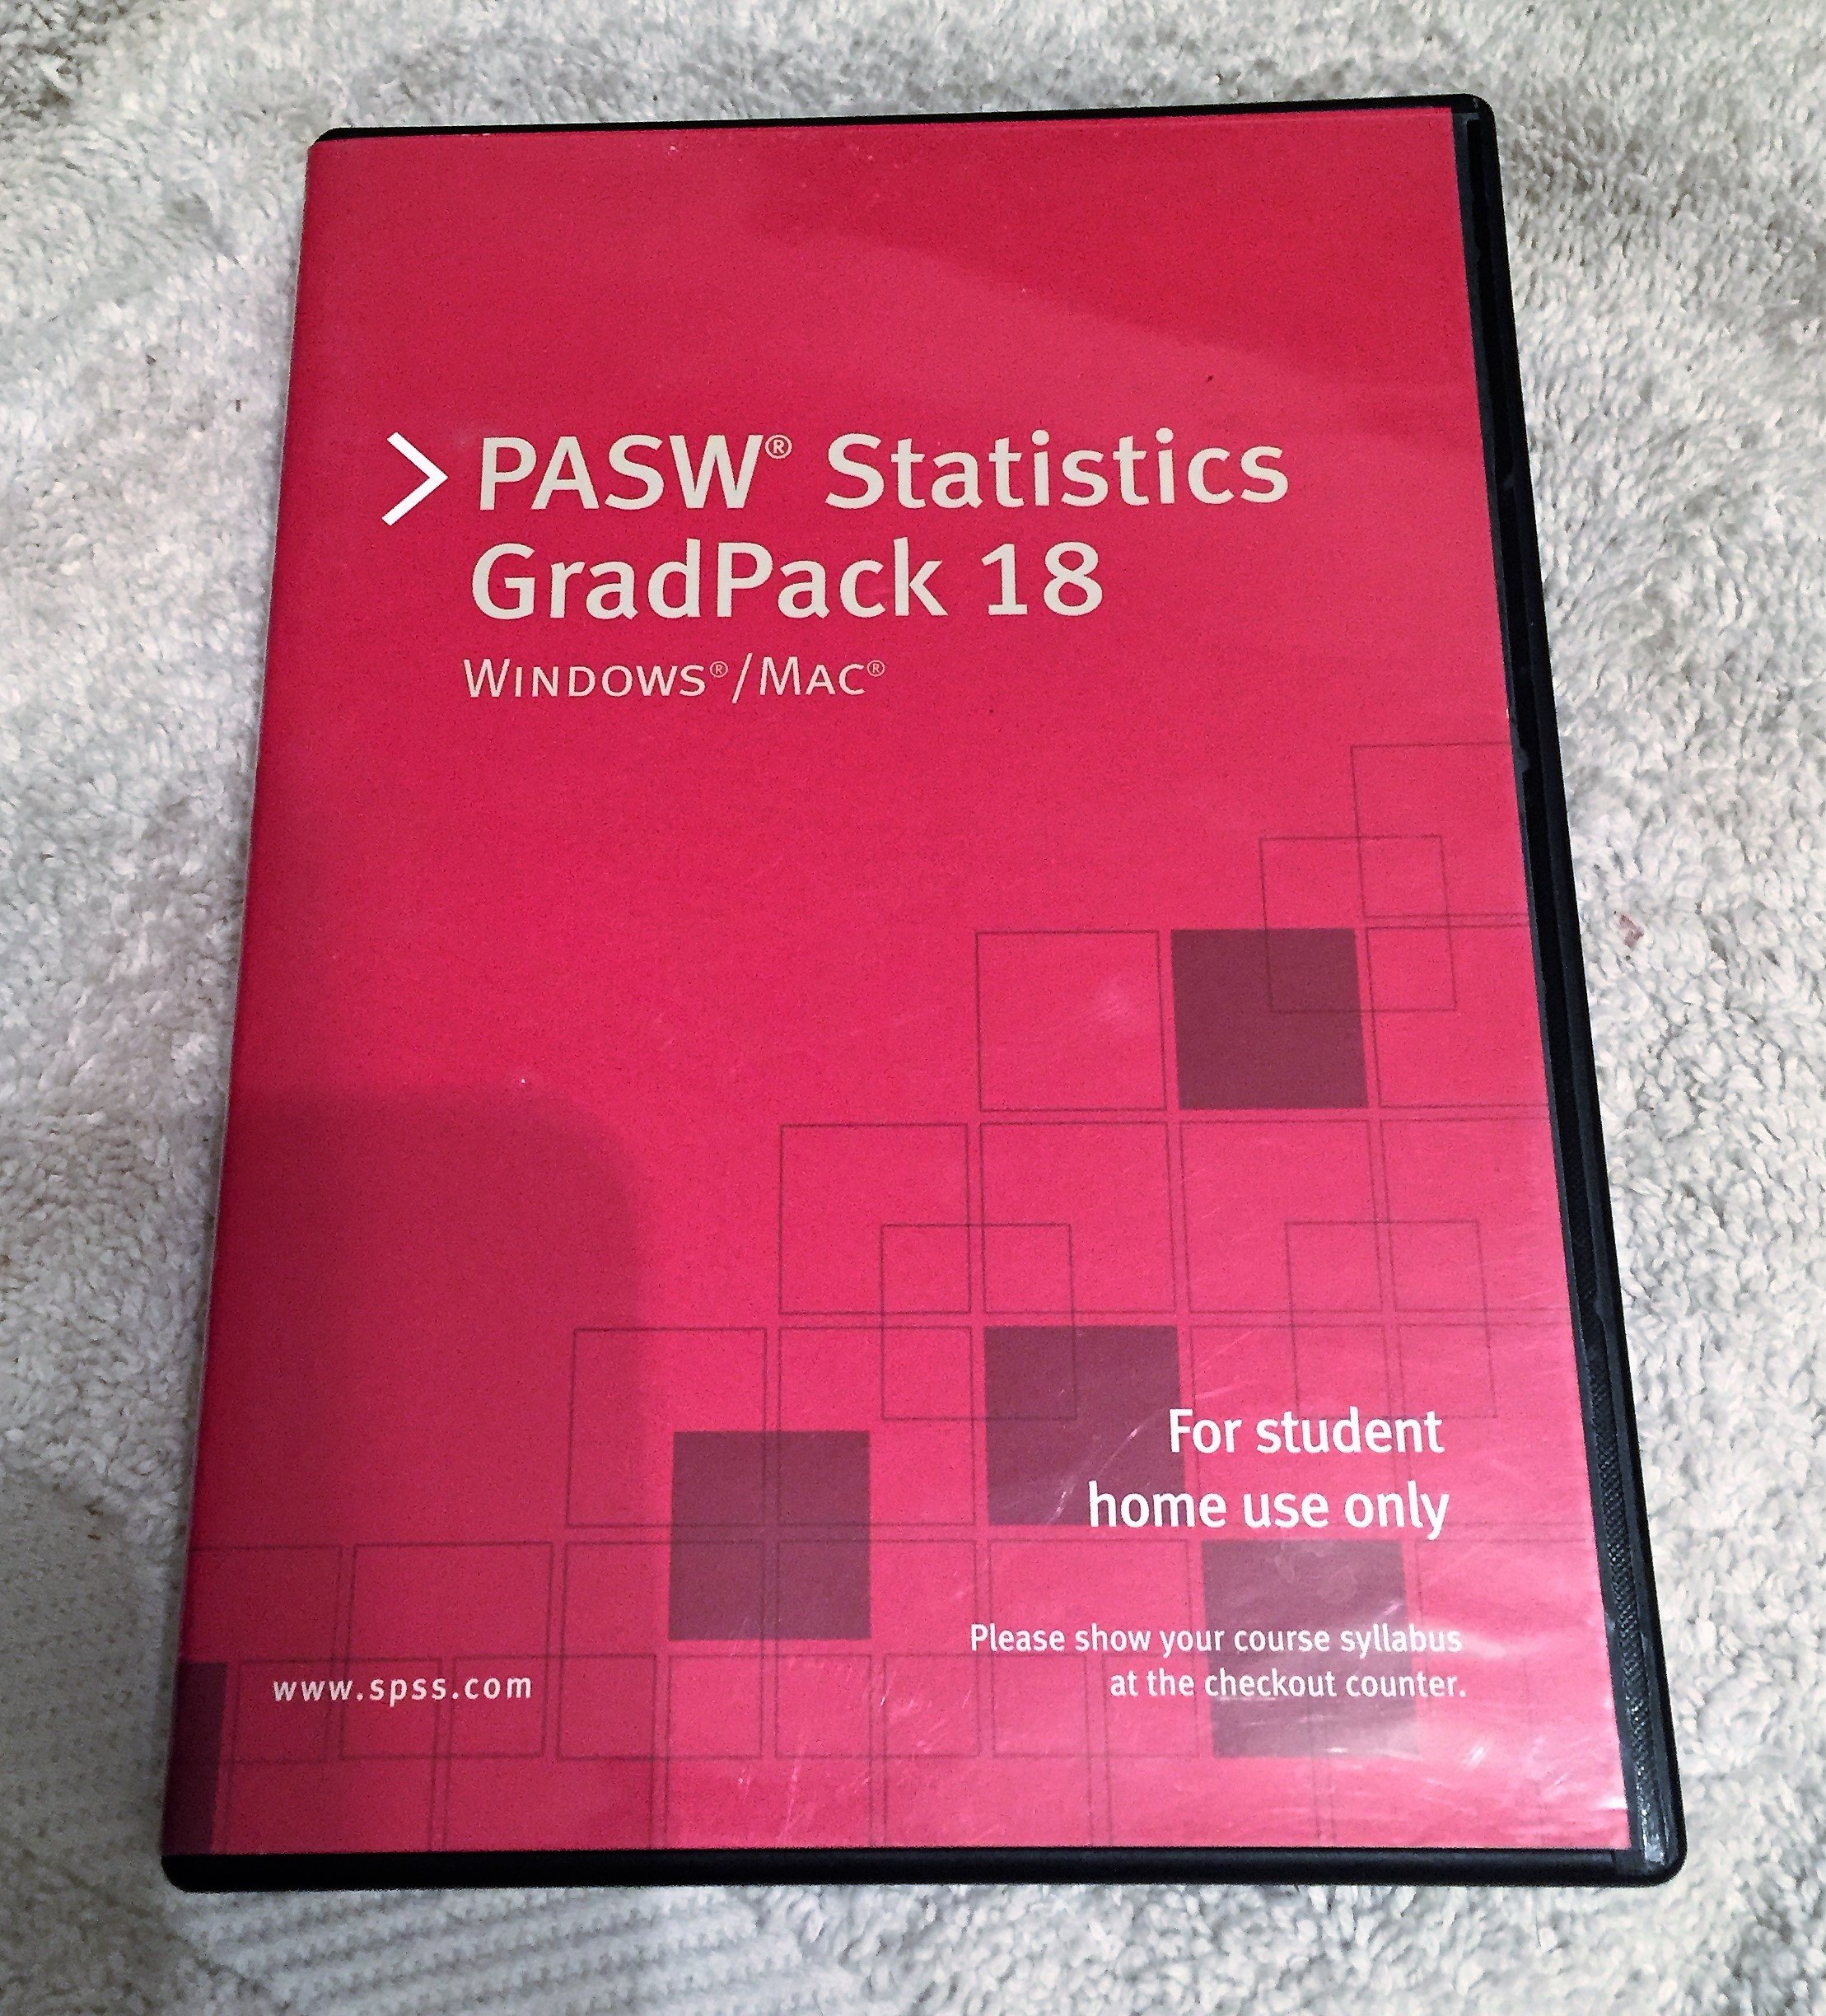 PASW® Statistics
GradPack 18
WINDOWS®/MAC®
For student
home use only
Please show your course syllabus
at the checkout counter.
www.spss.com